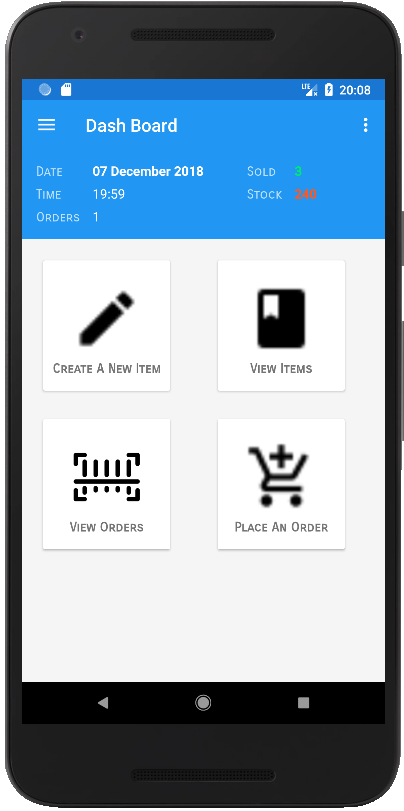 LTE 20:08
Dash Board
Date 07 December 2018 Sold 3
Time 19:59 Stock 240
Orders 1
Create A New Item View Items
View Orders Place An Order